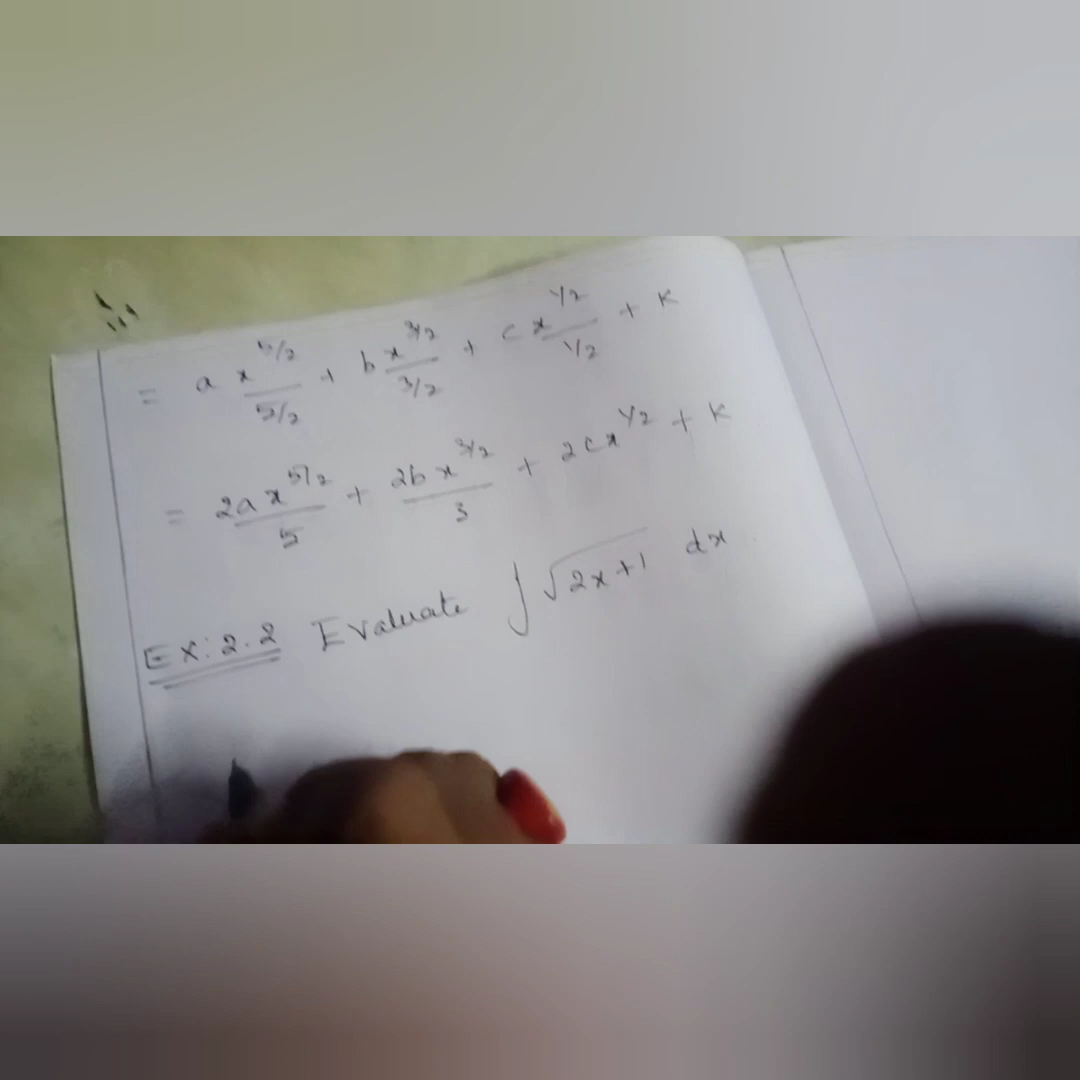 = a x^5/2 / 5/2 + b x^3/2 / 3/2 + c x^1/2 / 1/2 + K
= 2a x^5/2 / 5 + 2b x^3/2 / 3 + 2c x^1/2 + K
Ex: 2.2 Evaluate ∫ √2x+1 dx